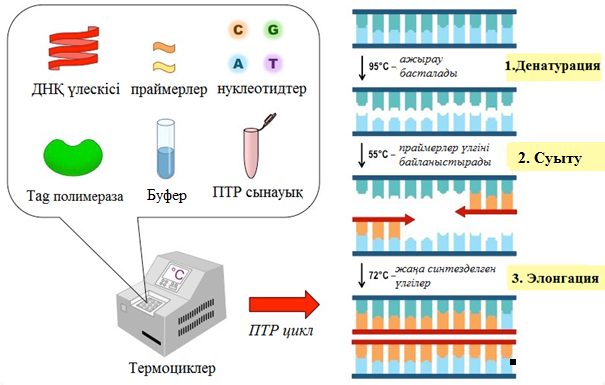 ДНҚ үлескісі
праймерлер
нуклеотидтер
C
G
A
T
Tag полимераза
Буфер
ПТР сынауық
°C
Термоциклер
ПТР цикл
95°C – ажырау
басталады
1.Денатурация
55°C – праймерлер үлгіні
байланыстырады
2. Суыту
72°C – жаңа синтезделген
үлгілер
3. Элонгация